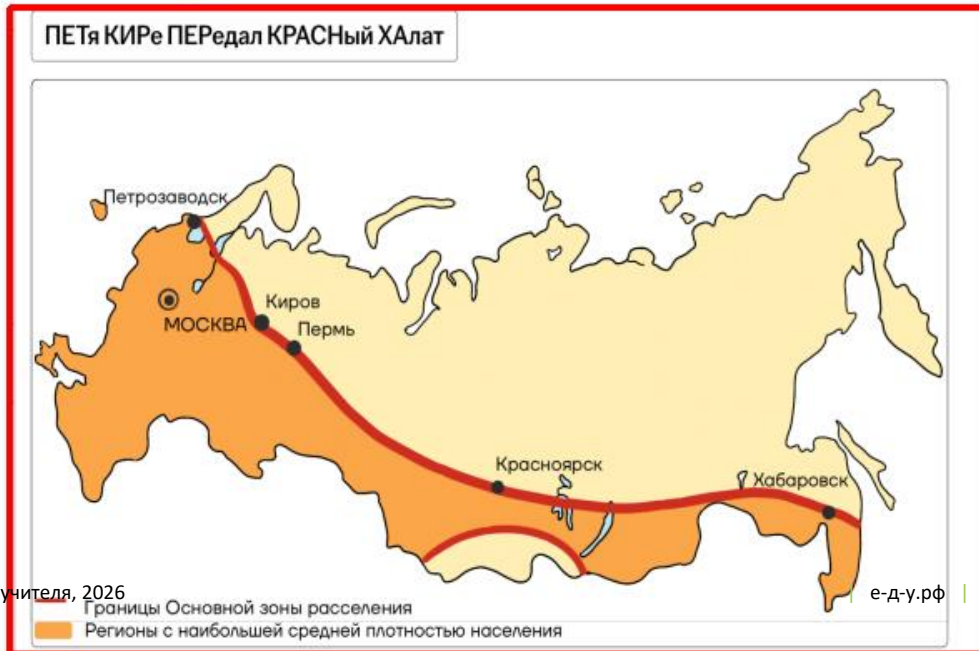 ПЕТя КИРе ПЕРедал КРАСНый ХАлат
Петрозаводск
Киров
МОСКВА
Пермь
Красноярск
Хабаровск
учителя, 2026
е-д-у.рф |
Границы Основной зоны расселения
Регионы с наибольшей средней плотностью населения